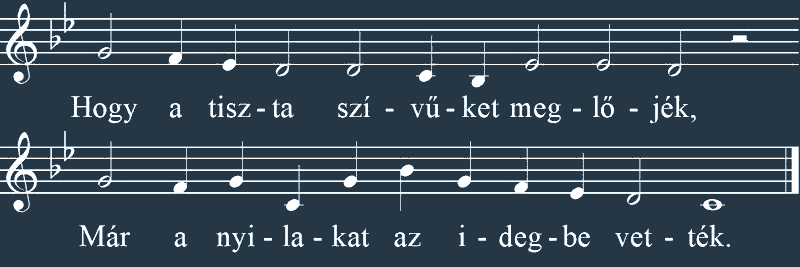 Hogy a tisz - ta szí - vű - ket meg - lő - jék,
Már a nyi - la - kat az i - deg - be vet - ték.